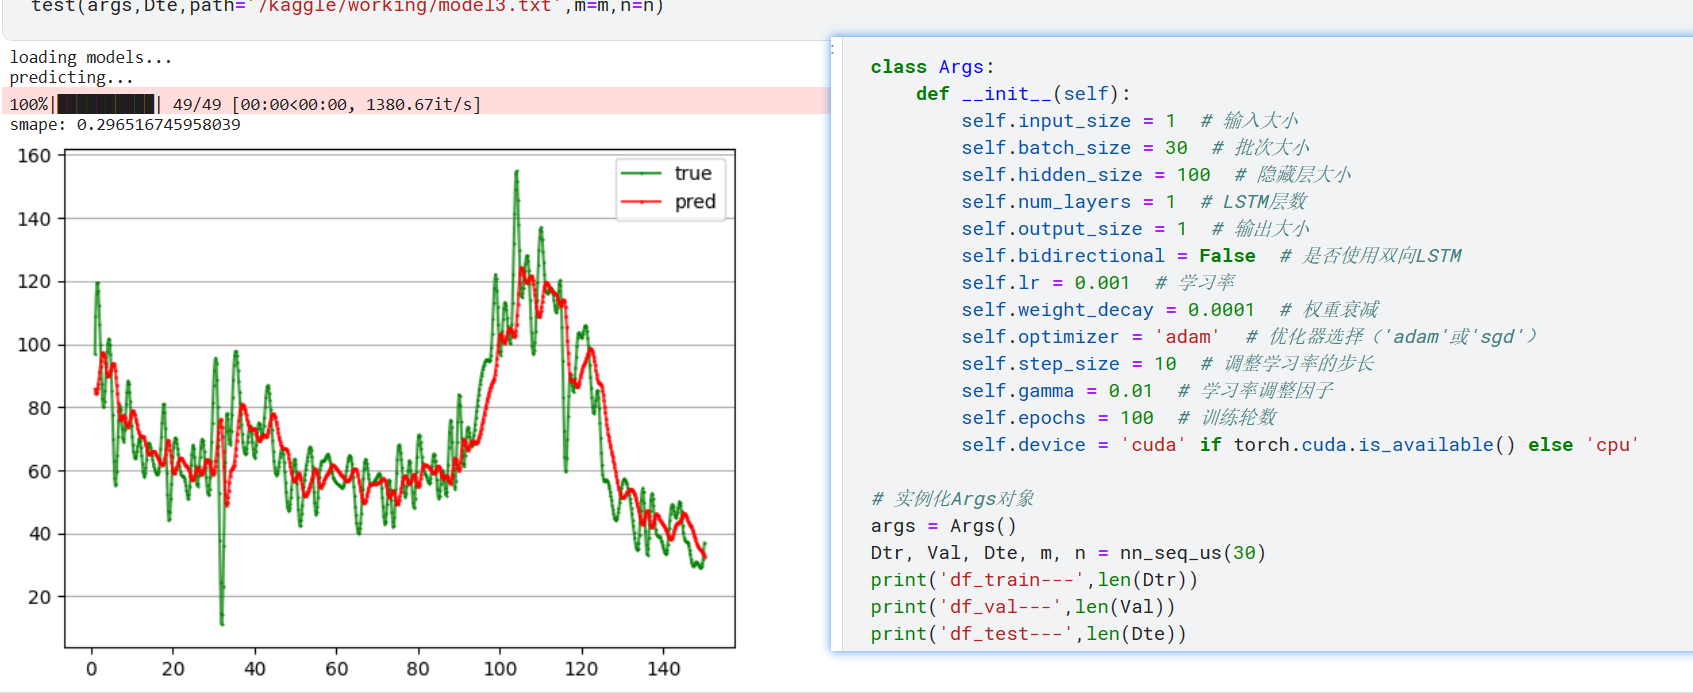 test(args,Dte,path='/kaggle/working/model3.txt',m=m,n=n)
loading models...
predicting...
100%|██████████| 49/49 [00:00<00:00, 1380.67it/s]
smape: 0.296516745958039
160
140
120
100
80
60
40
20
true
pred
0 20 40 60 80 100 120 140
class Args:
    def __init__(self):
        self.input_size = 1  # 输入大小
        self.batch_size = 30  # 批次大小
        self.hidden_size = 100  # 隐藏层大小
        self.num_layers = 1  # LSTM层数
        self.output_size = 1  # 输出大小
        self.bidirectional = False  # 是否使用双向LSTM
        self.lr = 0.001  # 学习率
        self.weight_decay = 0.0001  # 权重衰减
        self.optimizer = 'adam'  # 优化器选择（'adam'或'sgd'）
        self.step_size = 10  # 调整学习率的步长
        self.gamma = 0.01  # 学习率调整因子
        self.epochs = 100  # 训练轮数
        self.device = 'cuda' if torch.cuda.is_available() else 'cpu'
# 实例化Args对象
args = Args()
Dtr, Val, Dte, m, n = nn_seq_us(30)
print('df_train---',len(Dtr))
print('df_val---',len(Val))
print('df_test---',len(Dte))